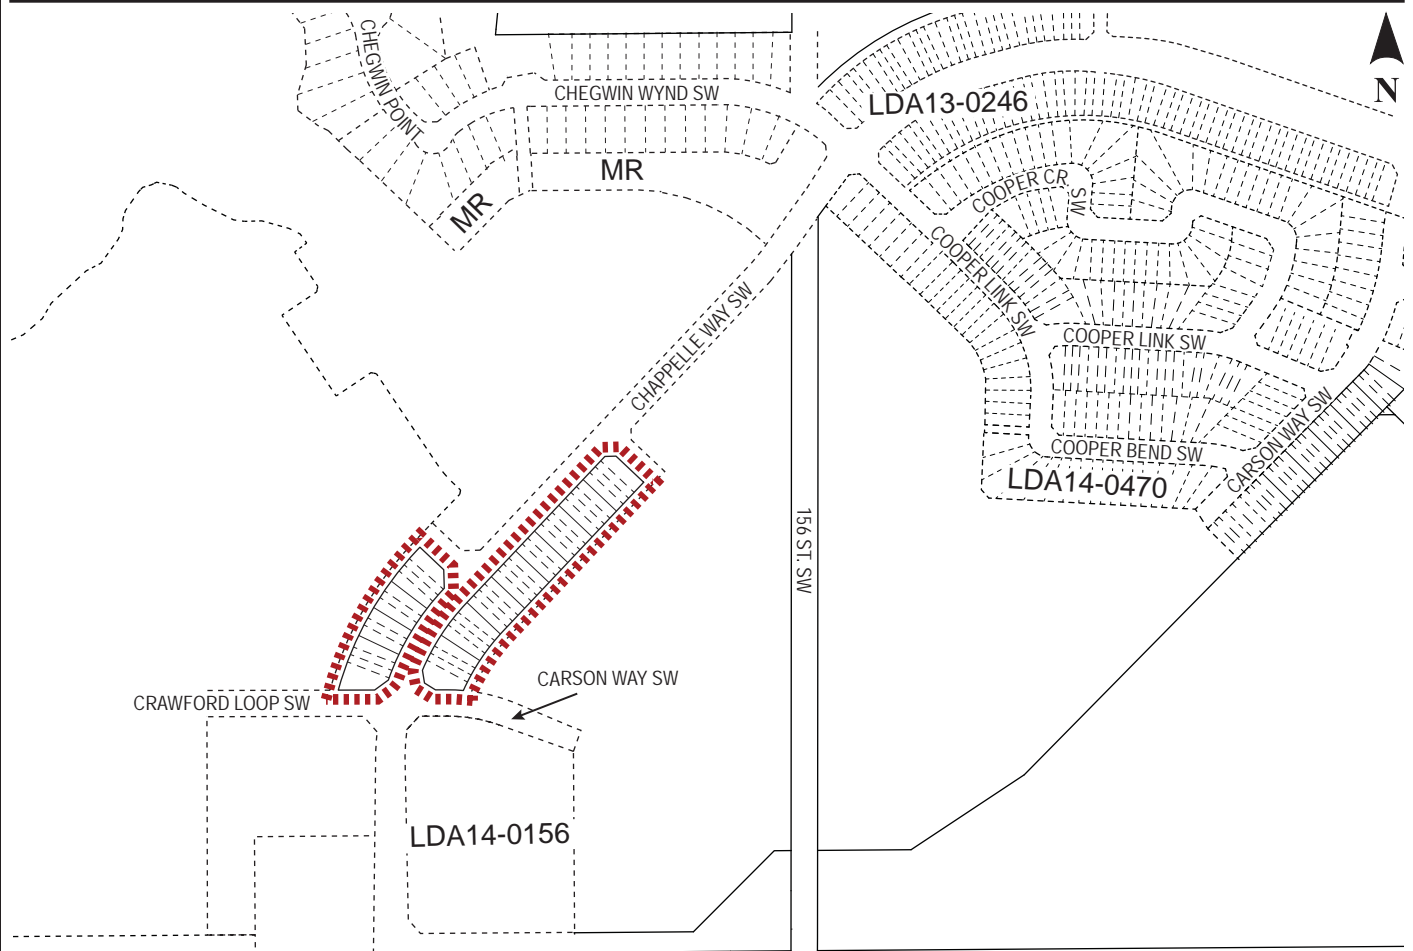 CHEGWIN POINT
CHEGWIN WYND SW
LDA13-0246
N
MR
MR
COOPER CR
SW
COOPER LINK SW
CHAPPELLE WAY SW
COOPER LINK SW
CARSON WAY SW
COOPER BEND SW
LDA14-0470
156 ST. SW
CARSON WAY SW
CRAWFORD LOOP SW
LDA14-0156